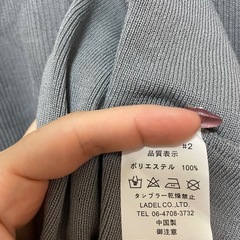 #2
品質表示
ポリエステル 100%
タンブラー乾燥禁止
LADEL CO.,LTD.
TEL 06-4708-3732
中国製
御注意